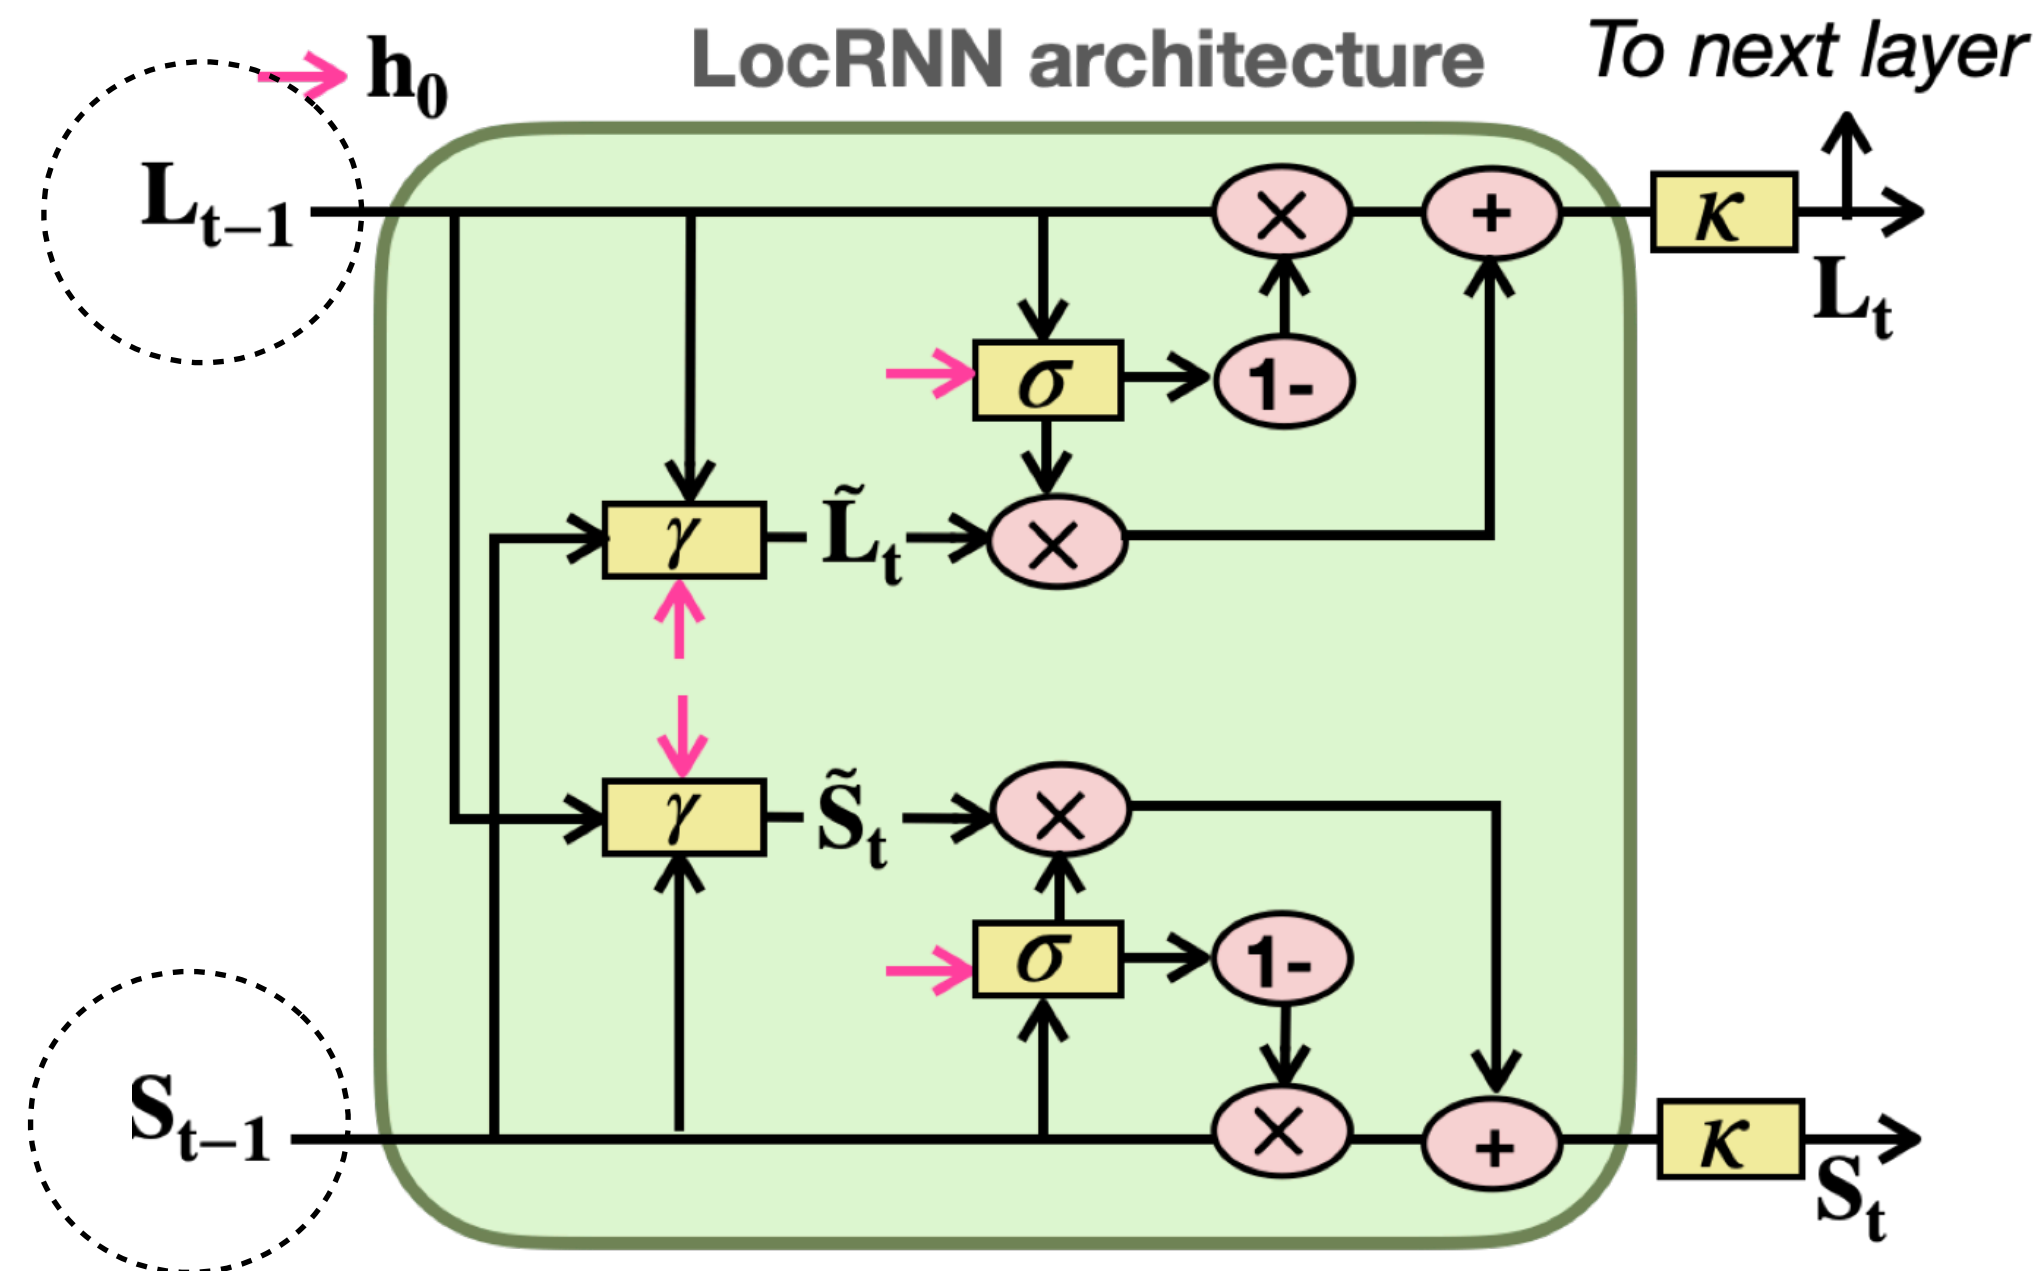 LocRNN architecture
To next layer
h₀
Lₜ₋₁
×
+
κ
Lₜ
σ
1-
γ
L̃ₜ
×
γ
S̃ₜ
×
σ
1-
Sₜ₋₁
×
+
κ
Sₜ